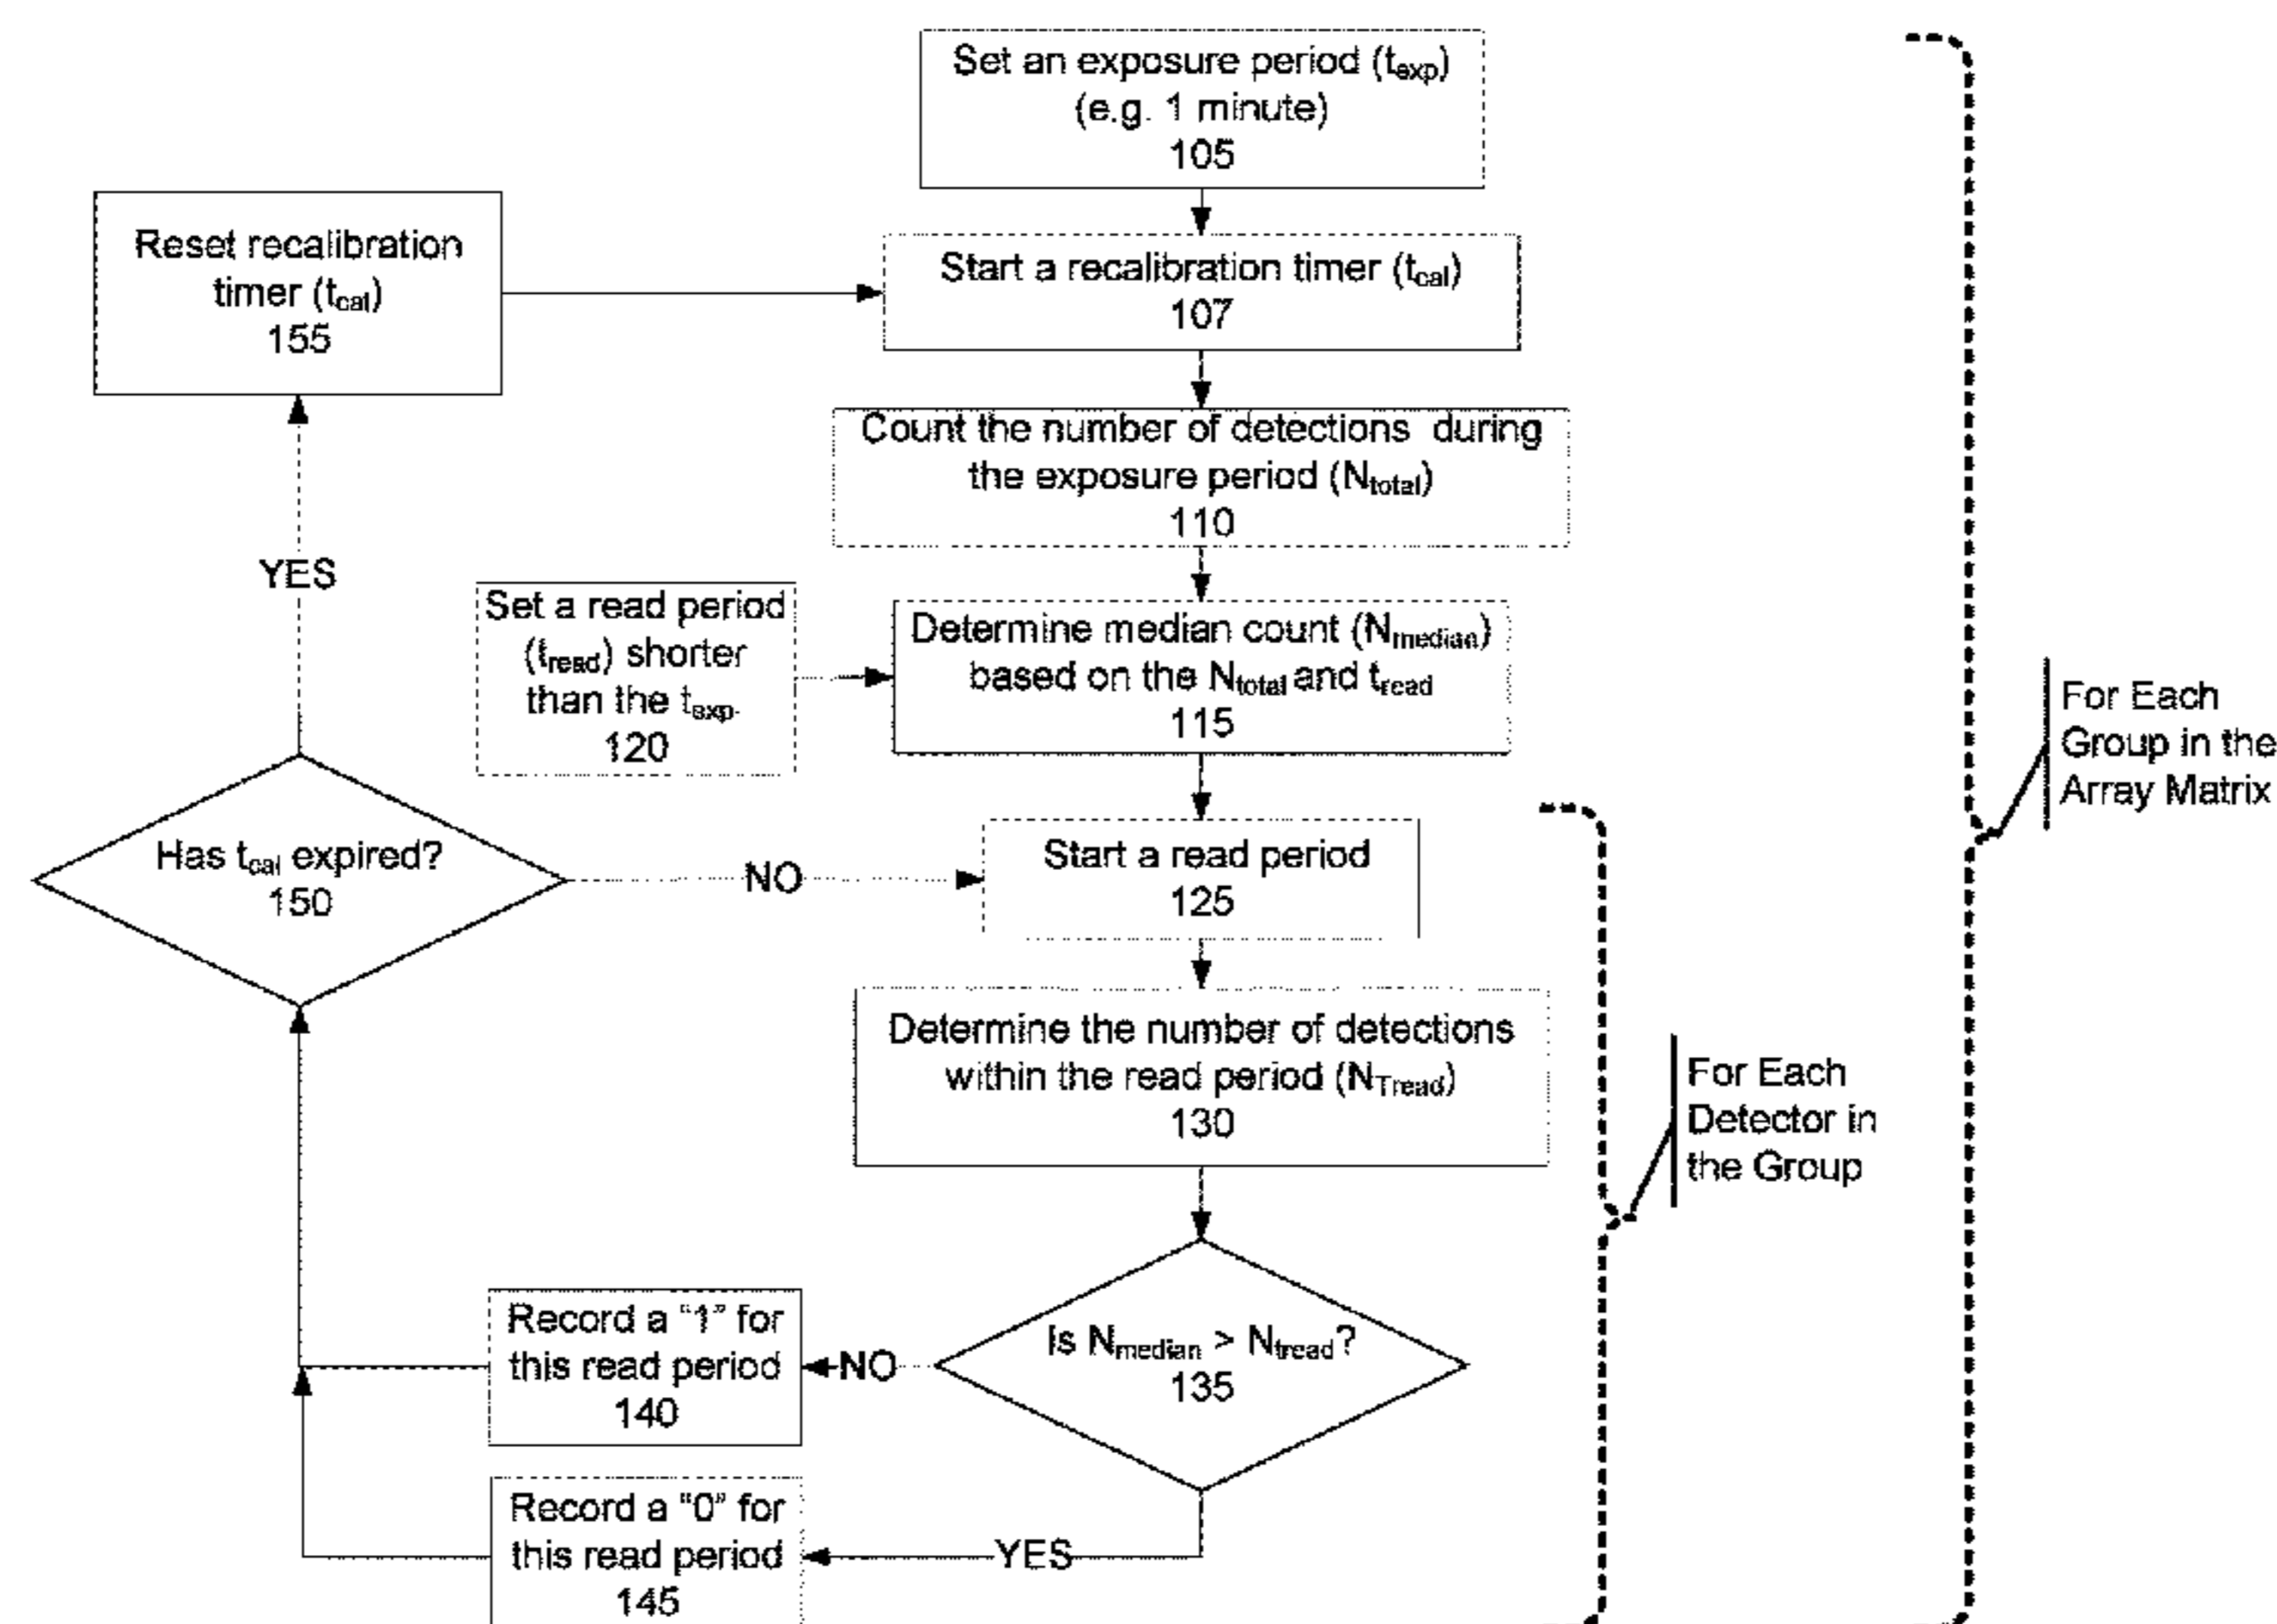 Set an exposure period (texp)
(e.g. 1 minute)
105
Reset recalibration
timer (tcal)
155
Start a recalibration timer (tcal)
107
Count the number of detections during
the exposure period (Ntotal)
110
YES
Set a read period
(tread) shorter
than the texp.
120
Determine median count (Nmedian)
based on the Ntotal and tread
115
For Each
Group in the
Array Matrix
Has tcal expired?
150
NO
Start a read period
125
Determine the number of detections
within the read period (NTread)
130
For Each
Detector in
the Group
Is Nmedian > Ntread?
135
NO
Record a "1" for
this read period
140
YES
Record a "0" for
this read period
145